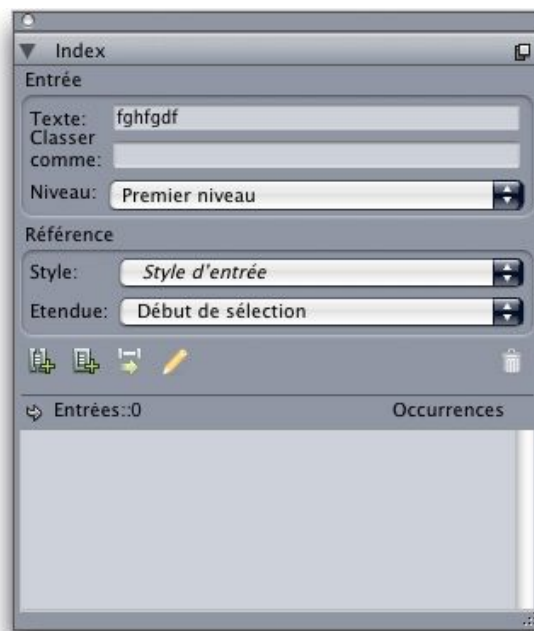 Index
Entrée
Texte: fghfgdf
Classer
comme:
Niveau: Premier niveau
Référence
Style: Style d'entrée
Etendue: Début de sélection
Entrées::0 Occurrences